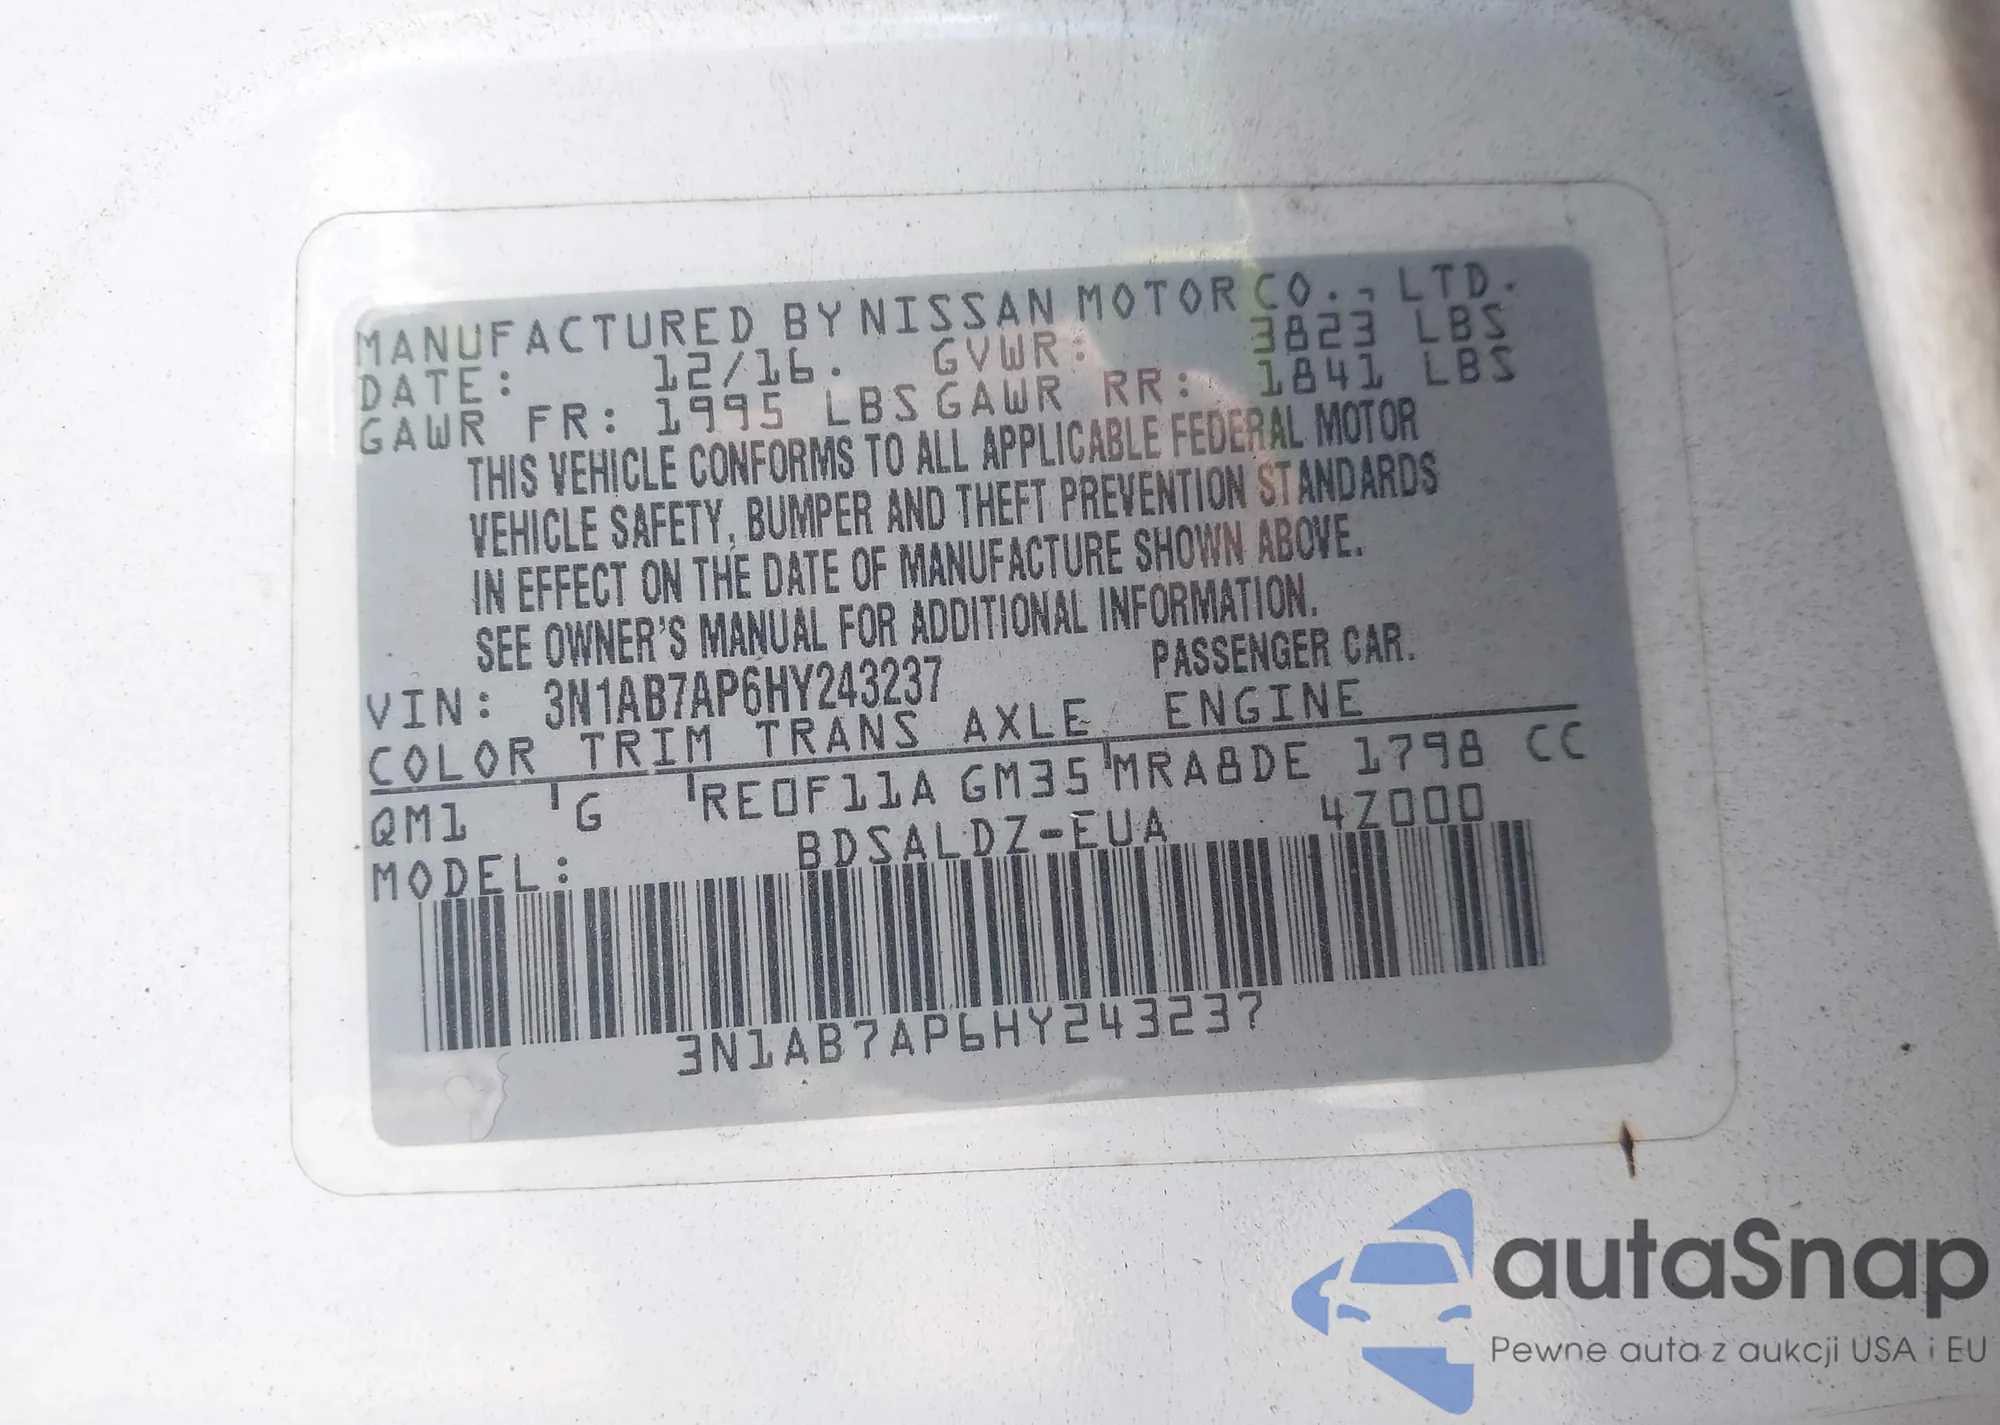 MANUFACTURED BY NISSAN MOTOR CO., LTD.
DATE: 12/16. GVWR: 3823 LBS
GAWR FR: 1995 LBS GAWR RR: 1841 LBS
THIS VEHICLE CONFORMS TO ALL APPLICABLE FEDERAL MOTOR
VEHICLE SAFETY, BUMPER AND THEFT PREVENTION STANDARDS
IN EFFECT ON THE DATE OF MANUFACTURE SHOWN ABOVE.
SEE OWNER'S MANUAL FOR ADDITIONAL INFORMATION.
VIN: 3N1AB7AP6HY243237 PASSENGER CAR.
COLOR TRIM TRANS AXLE ENGINE
QM1 G RE0F11A GM35 MRA8DE 1798 CC
MODEL: BDSALDZ-EUA 4Z000
3N1AB7AP6HY243237
autaSnap
Pewne auta z aukcji USA i EU